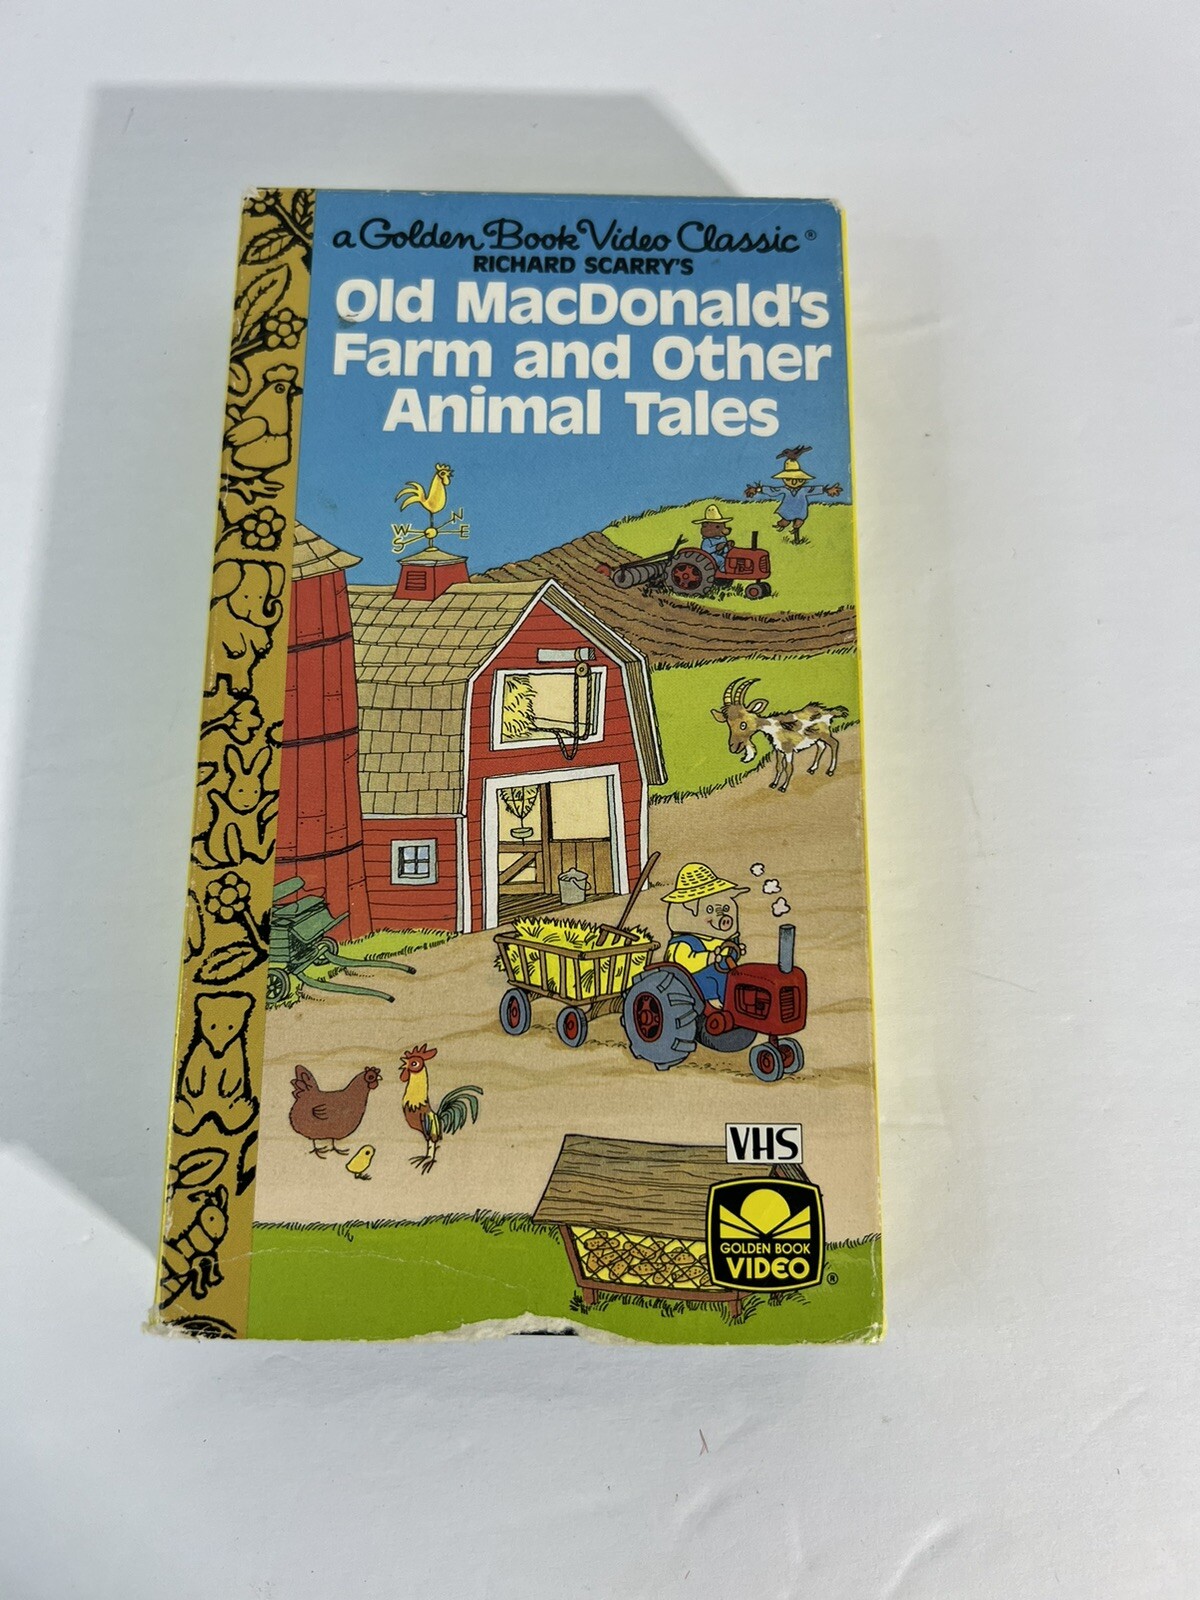 a Golden Book Video Classic®
RICHARD SCARRY'S
Old MacDonald's
Farm and Other
Animal Tales
N
W E
S
VHS
GOLDEN BOOK
VIDEO ®